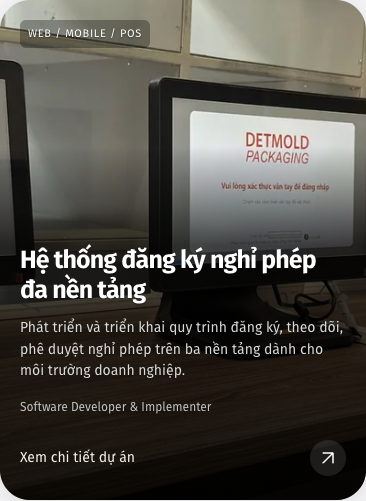 WEB / MOBILE / POS
DETMOLD
PACKAGING
Vui lòng xác thực vân tay để đăng nhập
Hệ thống đăng ký nghỉ phép
đa nền tảng
Phát triển và triển khai quy trình đăng ký, theo dõi,
phê duyệt nghỉ phép trên ba nền tảng dành cho
môi trường doanh nghiệp.
Software Developer & Implementer
Xem chi tiết dự án